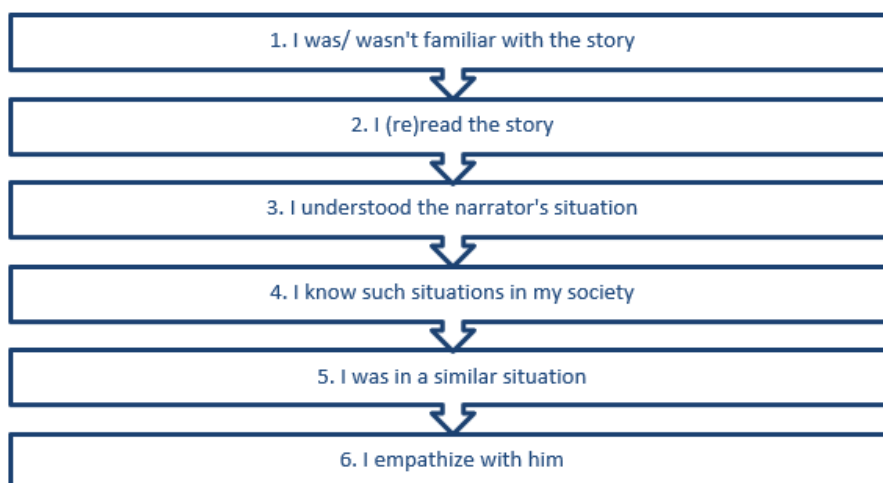 1. I was/ wasn't familiar with the story
2. I (re)read the story
3. I understood the narrator's situation
4. I know such situations in my society
5. I was in a similar situation
6. I empathize with him